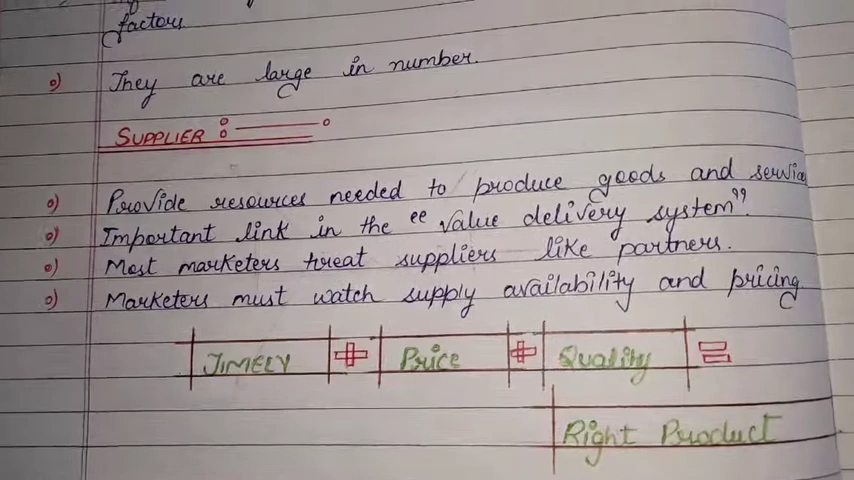 factors
o) They are large in number.
SUPPLIER :—
o) Provide resources needed to produce goods and service
o) Important link in the "value delivery system".
o) Most marketers treat suppliers like partners.
o) Marketers must watch supply availability and pricing
TIMELY + Price + Quality =
Right Product